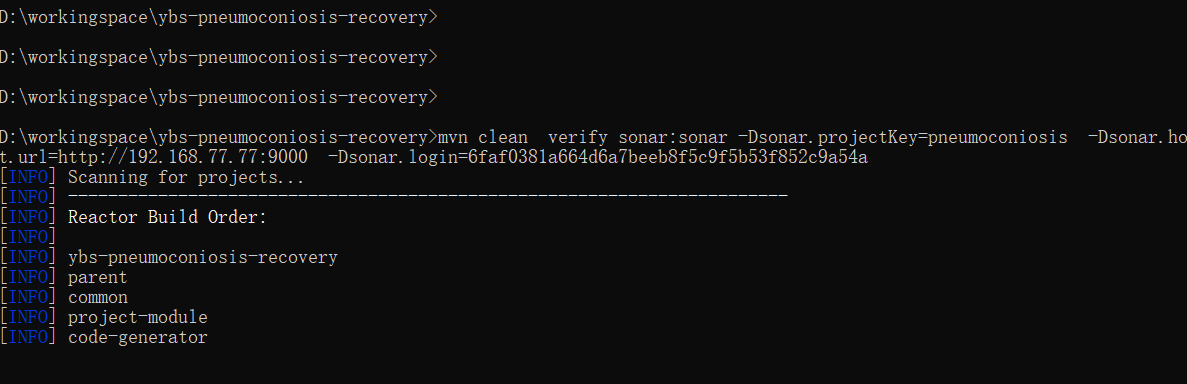 D:\workingspace\ybs-pneumoconiosis-recovery>
D:\workingspace\ybs-pneumoconiosis-recovery>
D:\workingspace\ybs-pneumoconiosis-recovery>
D:\workingspace\ybs-pneumoconiosis-recovery>mvn clean  verify sonar:sonar -Dsonar.projectKey=pneumoconiosis  -Dsonar.ho
t.url=http://192.168.77.77:9000  -Dsonar.login=6faf0381a664d6a7beeb8f5c9f5b53f852c9a54a
[INFO] Scanning for projects...
[INFO] ------------------------------------------------------------------------
[INFO] Reactor Build Order:
[INFO]
[INFO] ybs-pneumoconiosis-recovery
[INFO] parent
[INFO] common
[INFO] project-module
[INFO] code-generator